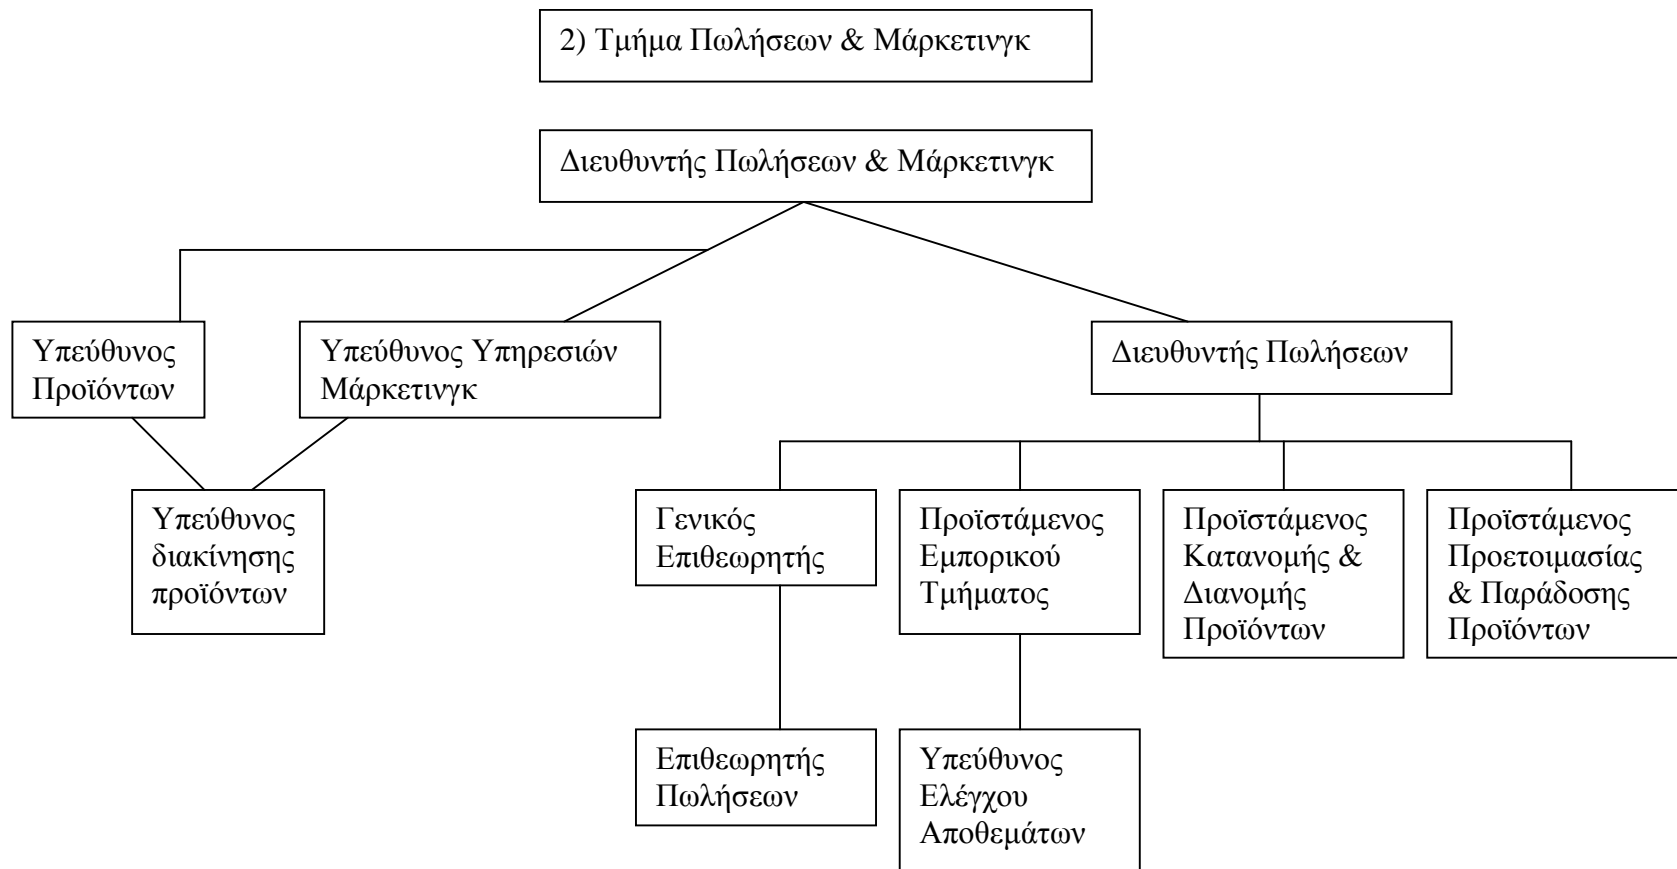 2) Τμήμα Πωλήσεων & Μάρκετινγκ
Διευθυντής Πωλήσεων & Μάρκετινγκ
Υπεύθυνος
Προϊόντων
Υπεύθυνος Υπηρεσιών
Μάρκετινγκ
Διευθυντής Πωλήσεων
Υπεύθυνος
διακίνησης
προϊόντων
Γενικός
Επιθεωρητής
Προϊστάμενος
Εμπορικού
Τμήματος
Προϊστάμενος
Κατανομής &
Διανομής
Προϊόντων
Προϊστάμενος
Προετοιμασίας
& Παράδοσης
Προϊόντων
Επιθεωρητής
Πωλήσεων
Υπεύθυνος
Ελέγχου
Αποθεμάτων